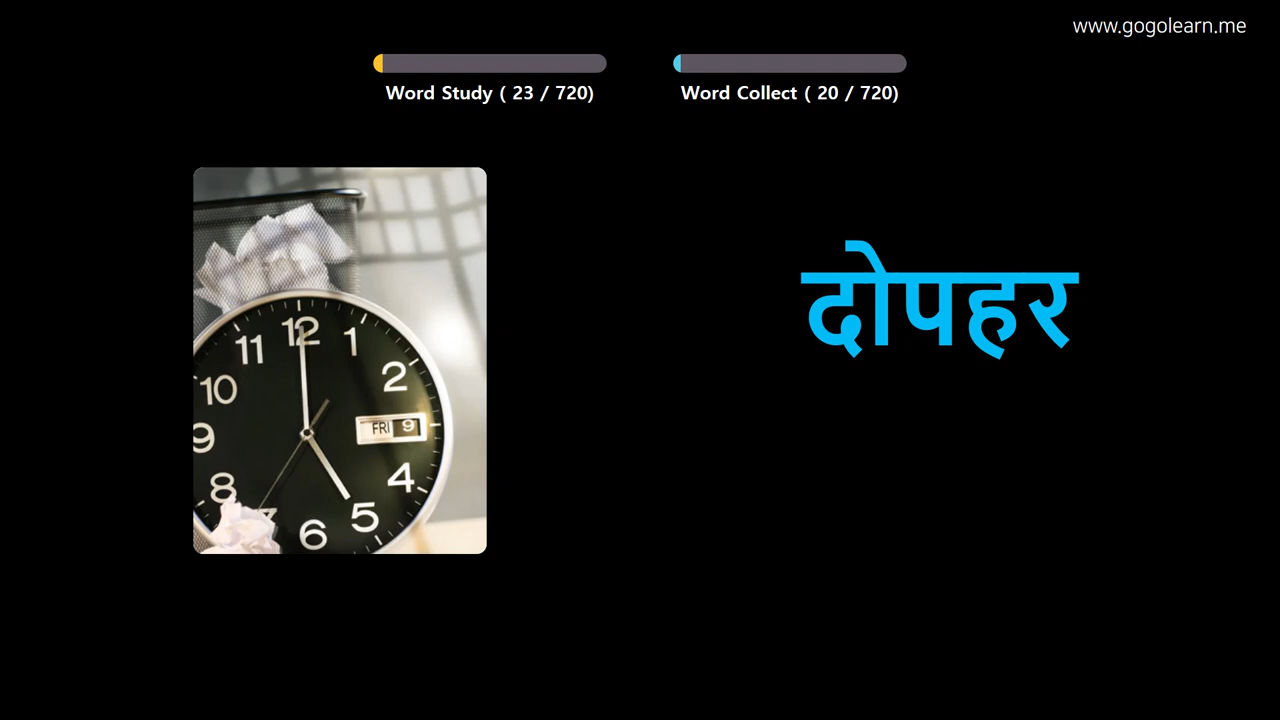 www.gogolearn.me
Word Study ( 23 / 720)
Word Collect ( 20 / 720)
दोपहर
12
11
1
10
2
9
FRI 9
8
4
7
5
6